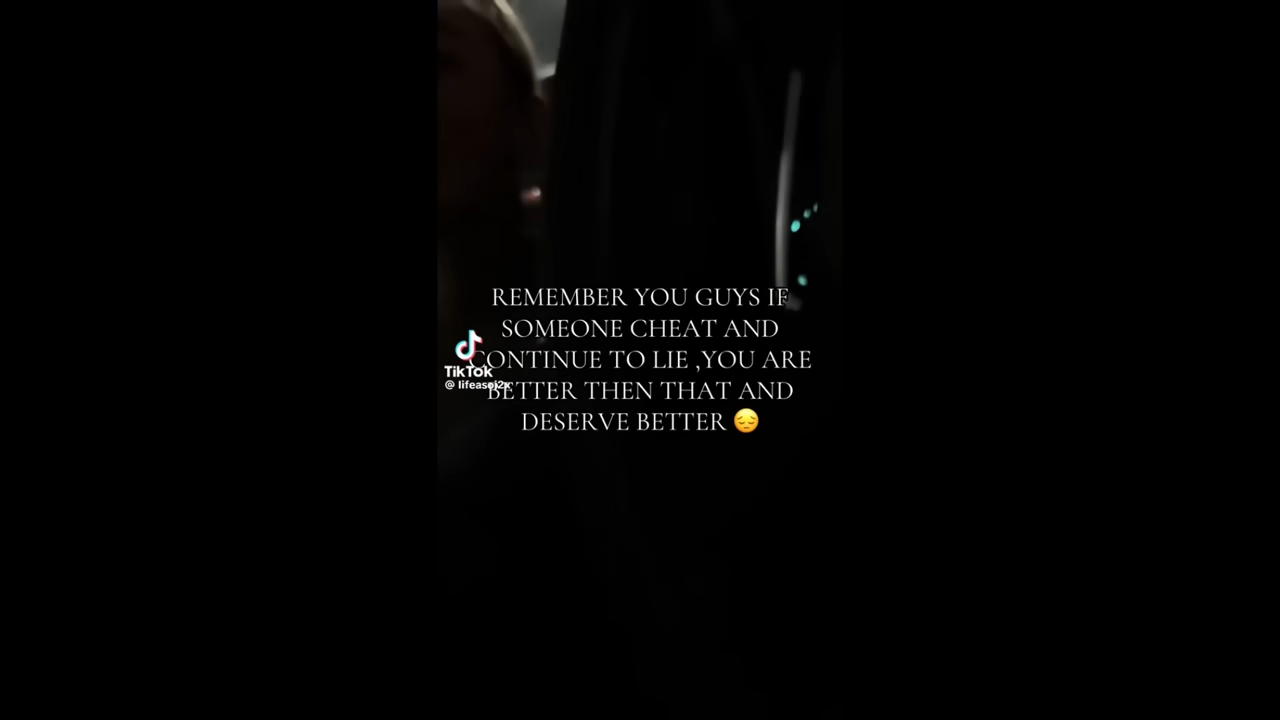 REMEMBER YOU GUYS IF
SOMEONE CHEAT AND
CONTINUE TO LIE ,YOU ARE
BETTER THEN THAT AND
DESERVE BETTER 😔
TikTok